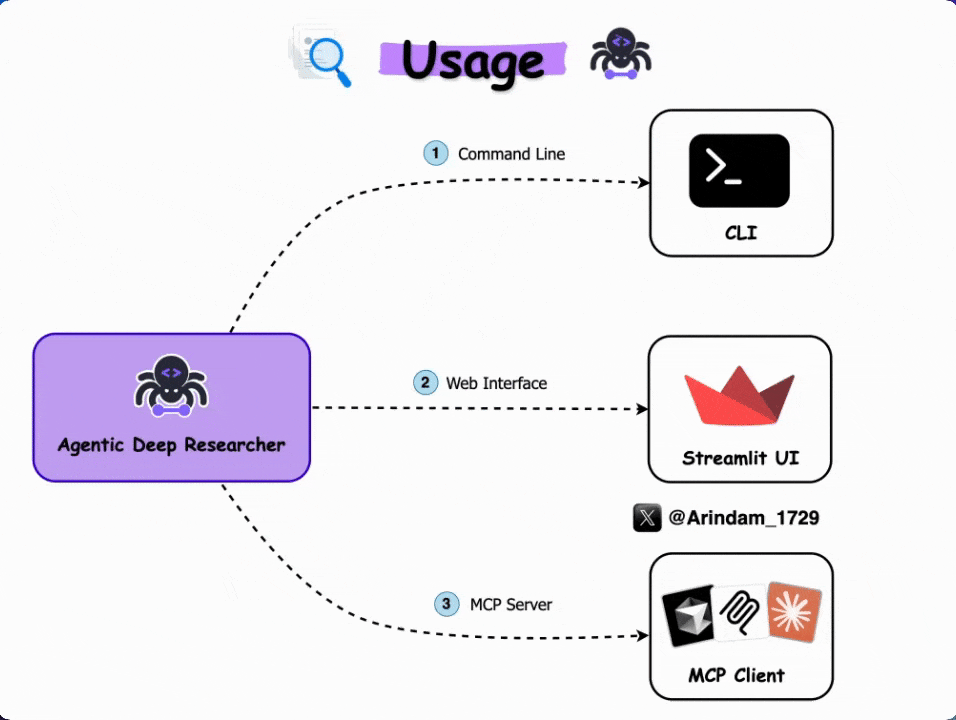 Usage
1 Command Line
CLI
Agentic Deep Researcher
2 Web Interface
Streamlit UI
@Arindam_1729
3 MCP Server
MCP Client